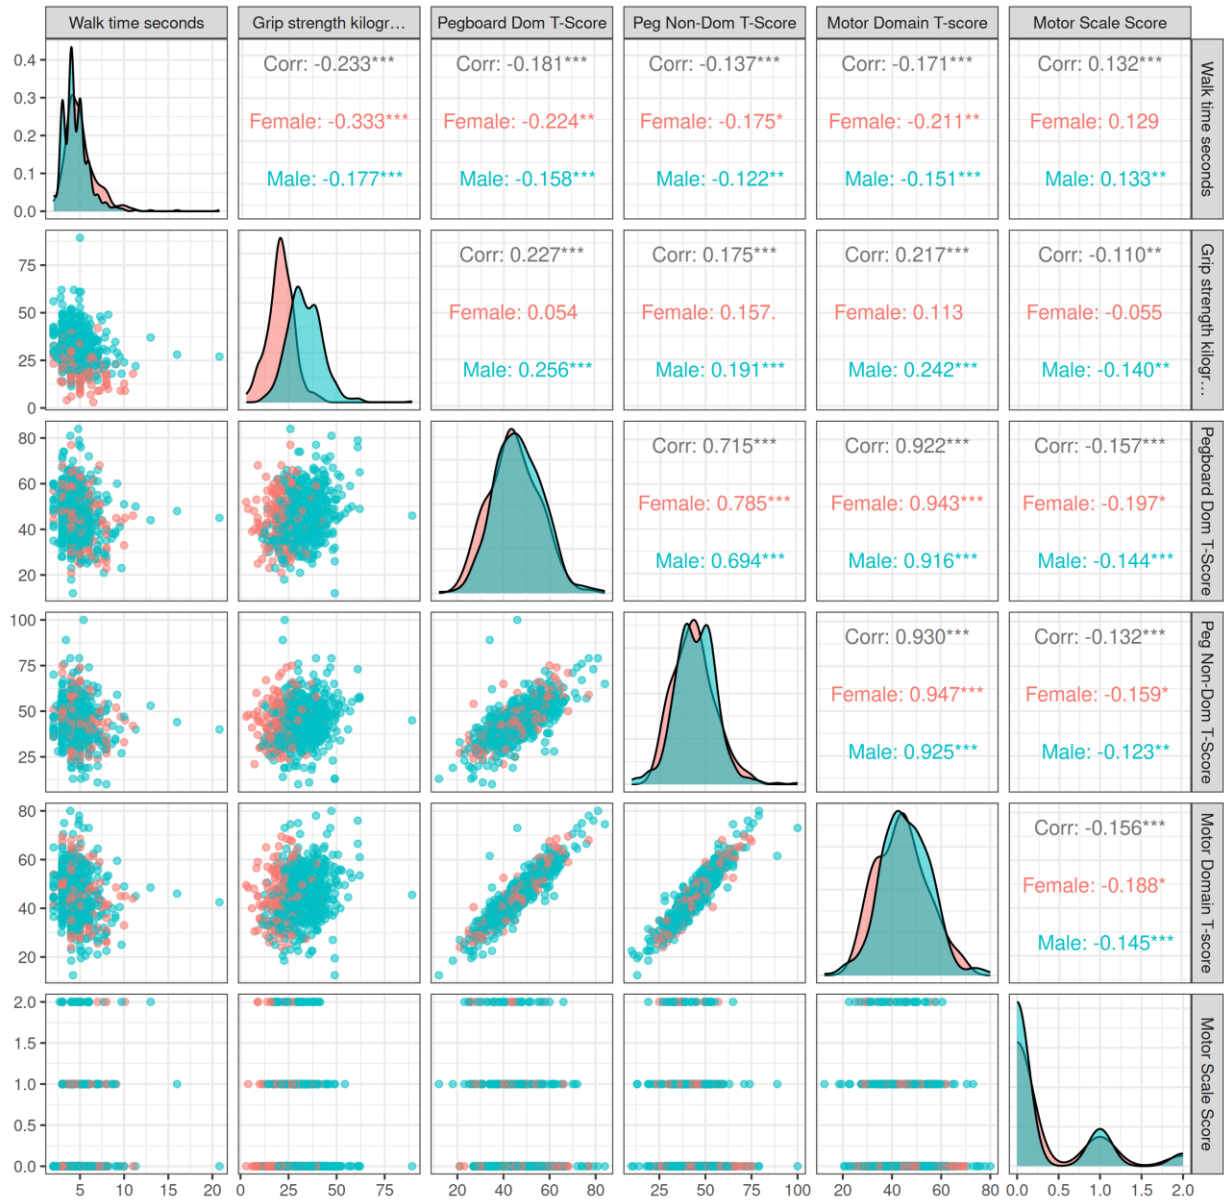 Walk time seconds
Grip strength kilogr…
Pegboard Dom T-Score
Peg Non-Dom T-Score
Motor Domain T-score
Motor Scale Score
0.4
0.3
0.2
0.1
0.0
Corr: -0.233***
Female: -0.333***
Male: -0.177***
Corr: -0.181***
Female: -0.224**
Male: -0.158***
Corr: -0.137***
Female: -0.175*
Male: -0.122**
Corr: -0.171***
Female: -0.211**
Male: -0.151***
Corr: 0.132***
Female: 0.129
Male: 0.133**
Walk time seconds
75
50
25
0
Corr: 0.227***
Female: 0.054
Male: 0.256***
Corr: 0.175***
Female: 0.157.
Male: 0.191***
Corr: 0.217***
Female: 0.113
Male: 0.242***
Corr: -0.110**
Female: -0.055
Male: -0.140**
Grip strength kilogr…
80
60
40
20
Corr: 0.715***
Female: 0.785***
Male: 0.694***
Corr: 0.922***
Female: 0.943***
Male: 0.916***
Corr: -0.157***
Female: -0.197*
Male: -0.144***
Pegboard Dom T-Score
100
75
50
25
Corr: 0.930***
Female: 0.947***
Male: 0.925***
Corr: -0.132***
Female: -0.159*
Male: -0.123**
Peg Non-Dom T-Score
80
60
40
20
Corr: -0.156***
Female: -0.188*
Male: -0.145***
Motor Domain T-score
2.0
1.5
1.0
0.5
0.0
Motor Scale Score
5 10 15 20
0 25 50 75
20 40 60 80
25 50 75 100
20 40 60 80
0.0 0.5 1.0 1.5 2.0